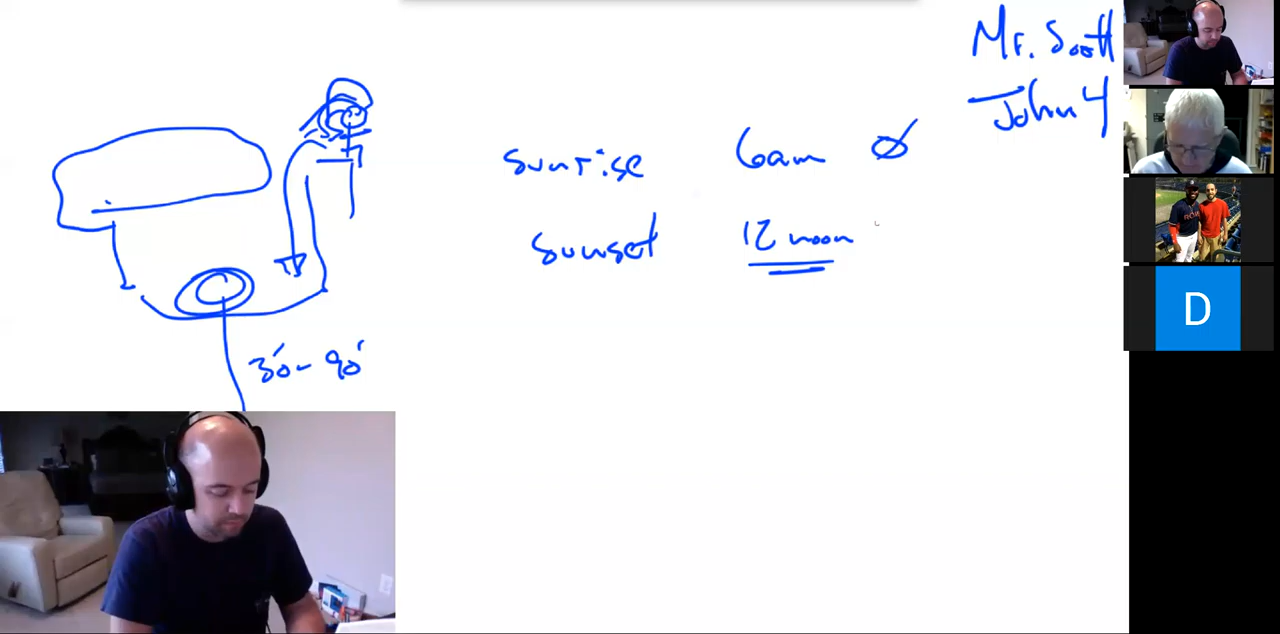 Mr. Scott
John 4
sunrise 6am Ø
sunset 12 noon
30' - 90'
D